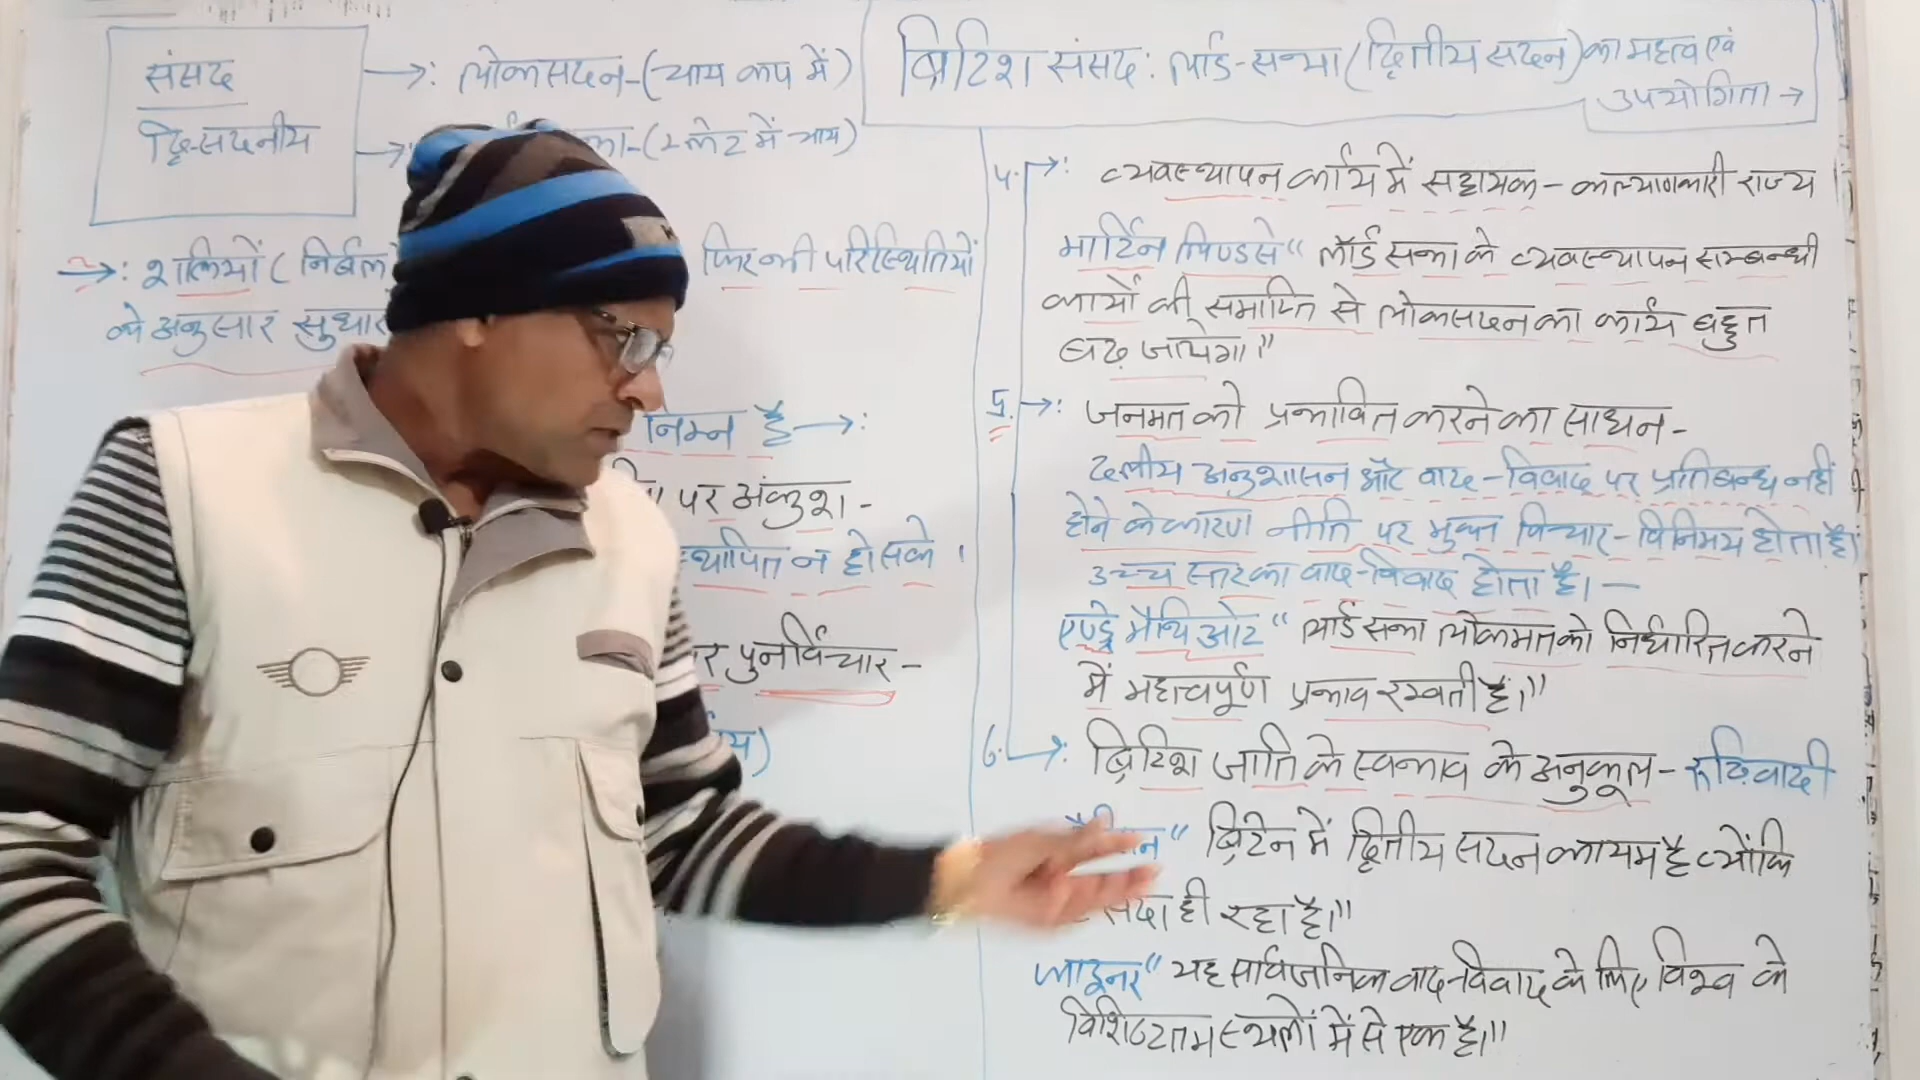 संसद
द्वि-सदनीय
→: लोकसदन-(चाय कप में)
→: (प्लेट में चाय)
ब्रिटिश संसद: लार्ड-सभा (द्वितीय सदन) का महत्व एवं
उपयोगिता →
→: शक्तियों (निर्बल फिर भी परिस्थितियों
के अनुसार सुधार
निम्न है →:
पर अंकुश -
स्थापित न हो सके।
पुनर्विचार -
4. →: व्यवस्थापन कार्य में सहायक - कल्याणकारी राज्य
मार्टिन लिण्डसे “ लॉर्ड सभा के व्यवस्थापन सम्बन्धी
कार्यों की समाप्ति से लोकसदन का कार्य बहुत
बढ़ जायेगा।”
5. →: जनमत को प्रभावित करने का साधन -
दलीय अनुशासन और वाद-विवाद पर प्रतिबन्ध नहीं
होने के कारण नीति पर मुक्त विचार-विनिमय होता है।
उच्च स्तर का वाद-विवाद होता है। —
एण्ड्रे मैथिओट “ लार्ड सभा लोकमत को निर्धारित करने
में महत्वपूर्ण प्रभाव रखती है।”
6. →: ब्रिटिश जाति के स्वभाव के अनुकूल - रूढ़िवादी
“ ब्रिटेन में द्वितीय सदन कायम है क्योंकि
सदा ही रहा है।”
फाइनर “ यह सार्वजनिक वाद-विवाद के लिए विश्व के
विशिष्टतम स्थलों में से एक है।”